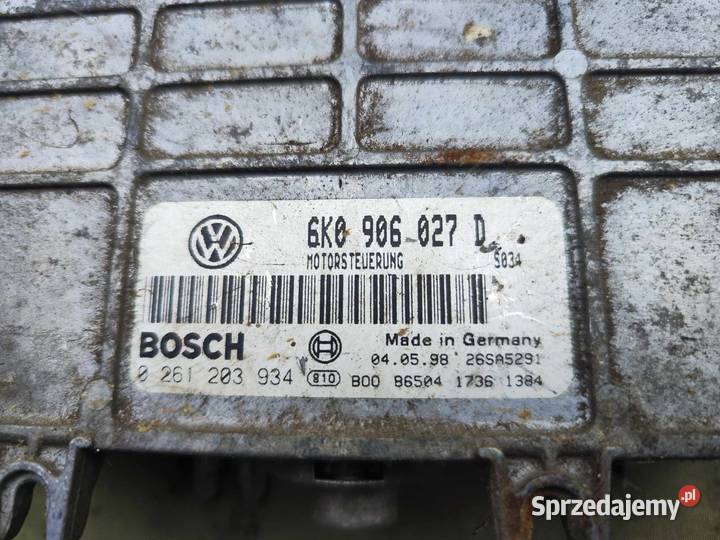 6K0 906 027 D
MOTORSTEUERUNG S034
BOSCH Made in Germany
04.05.98 26SA5291
0 261 203 934 810 B00 86504 1736 1384
Sprzedajemy.pl